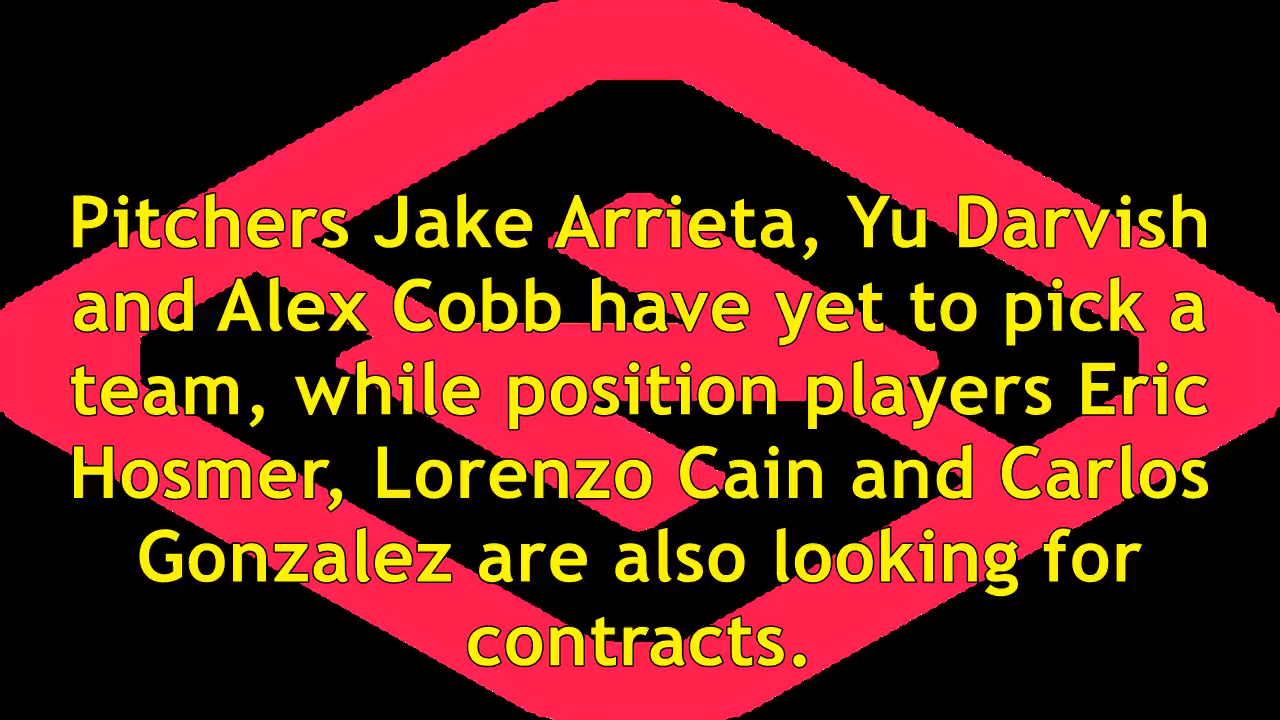 Pitchers Jake Arrieta, Yu Darvish
and Alex Cobb have yet to pick a
team, while position players Eric
Hosmer, Lorenzo Cain and Carlos
Gonzalez are also looking for
contracts.